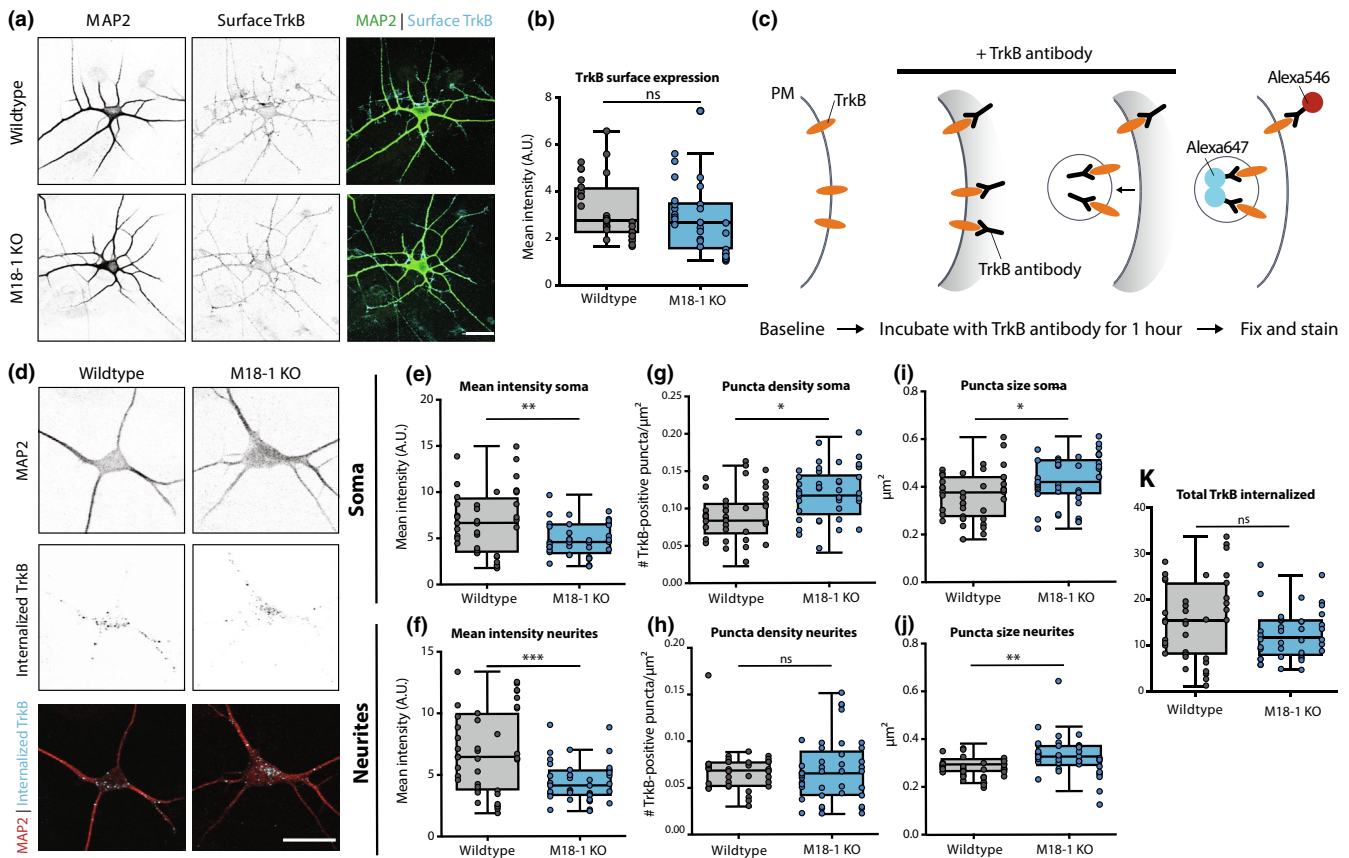 (a)
MAP2
Surface TrkB
MAP2 | Surface TrkB
Wildtype
M18-1 KO
(b)
TrkB surface expression
ns
Mean intensity (A.U.)
8
6
4
2
0
Wildtype
M18-1 KO
(c)
+ TrkB antibody
PM
TrkB
TrkB antibody
Alexa546
Alexa647
Baseline → Incubate with TrkB antibody for 1 hour → Fix and stain
(d)
Wildtype
M18-1 KO
MAP2
Internalized TrkB
MAP2 | Internalized TrkB
Soma
Neurites
(e)
Mean intensity soma
**
Mean intensity (A.U.)
20
15
10
5
0
Wildtype
M18-1 KO
(g)
Puncta density soma
*
# TrkB-positive puncta/µm²
0.20
0.15
0.10
0.05
0.00
Wildtype
M18-1 KO
(i)
Puncta size soma
*
µm²
0.8
0.6
0.4
0.2
0.0
Wildtype
M18-1 KO
(f)
Mean intensity neurites
***
Mean intensity (A.U.)
15
10
5
0
Wildtype
M18-1 KO
(h)
Puncta density neurites
ns
# TrkB-positive puncta/µm²
0.20
0.15
0.10
0.05
0.00
Wildtype
M18-1 KO
(j)
Puncta size neurites
**
µm²
0.8
0.6
0.4
0.2
0.0
Wildtype
M18-1 KO
K
Total TrkB internalized
ns
40
30
20
10
0
Wildtype
M18-1 KO